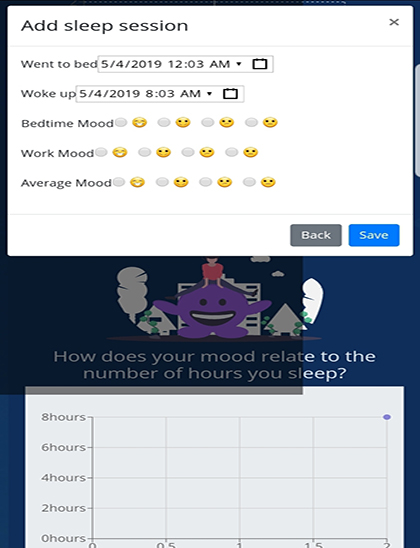 Add sleep session
×
Went to bed 5/4/2019 12:03 AM
Woke up 5/4/2019 8:03 AM
Bedtime Mood
Work Mood
Average Mood
Back Save
How does your mood relate to the
number of hours you sleep?
8hours
6hours
4hours
2hours
0hours
0 0.5 1 1.5 2